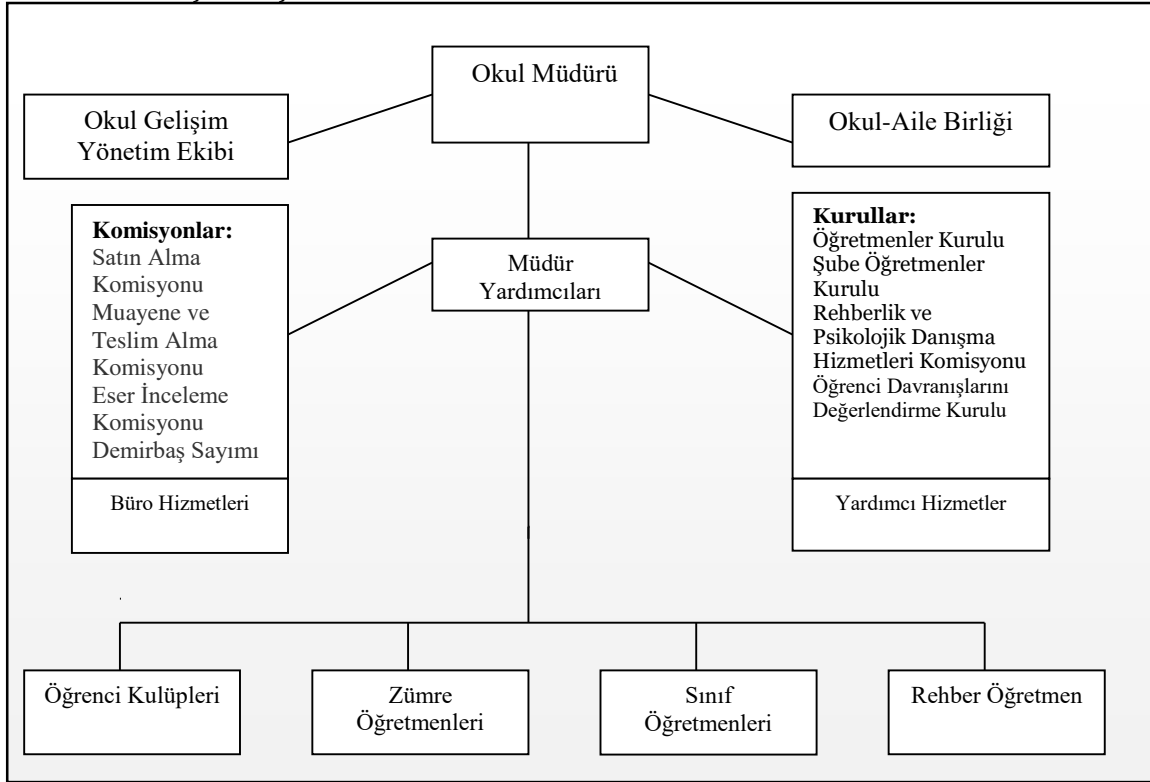 Okul Müdürü
Okul Gelişim
Yönetim Ekibi
Okul-Aile Birliği
Komisyonlar:
Satın Alma
Komisyonu
Muayene ve
Teslim Alma
Komisyonu
Eser İnceleme
Komisyonu
Demirbaş Sayımı
Büro Hizmetleri
Müdür
Yardımcıları
Kurullar:
Öğretmenler Kurulu
Şube Öğretmenler
Kurulu
Rehberlik ve
Psikolojik Danışma
Hizmetleri Komisyonu
Öğrenci Davranışlarını
Değerlendirme Kurulu
Yardımcı Hizmetler
Öğrenci Kulüpleri
Zümre
Öğretmenleri
Sınıf
Öğretmenleri
Rehber Öğretmen